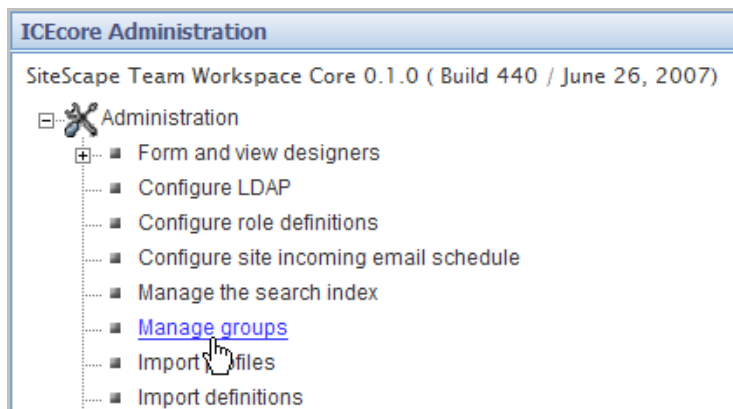 ICEcore Administration
SiteScape Team Workspace Core 0.1.0 ( Build 440 / June 26, 2007)
Administration
Form and view designers
Configure LDAP
Configure role definitions
Configure site incoming email schedule
Manage the search index
Manage groups
Import profiles
Import definitions